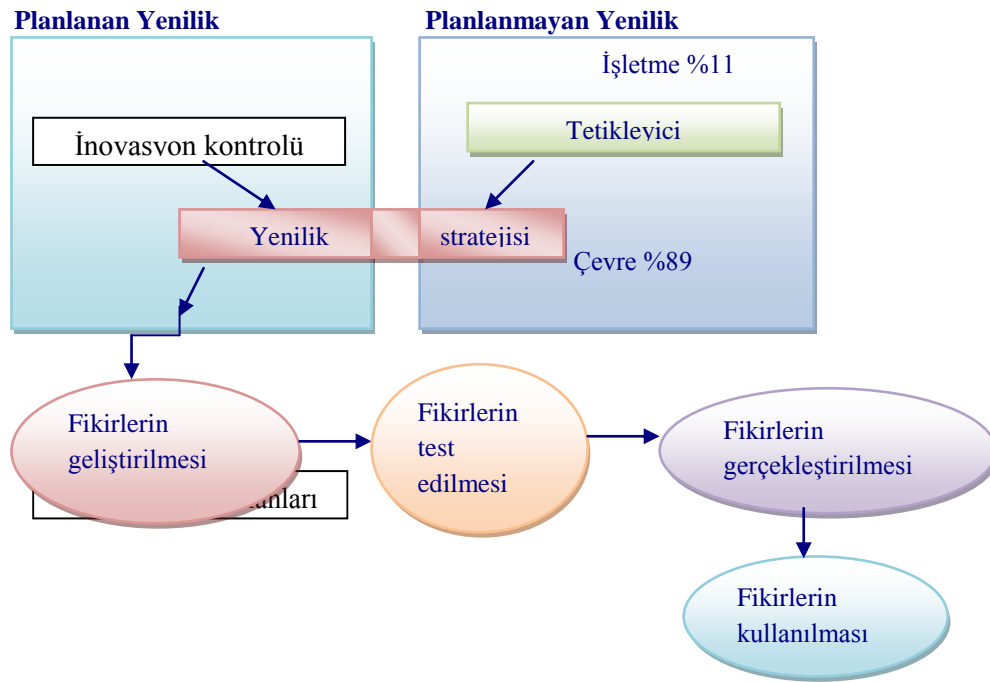 Planlanan Yenilik
Planlanmayan Yenilik
İşletme %11
İnovasyon kontrolü
Tetikleyici
Yenilik
stratejisi
Çevre %89
Fikirlerin
geliştirilmesi
Fikirlerin
test
edilmesi
Fikirlerin
gerçekleştirilmesi
Fikirlerin
kullanılması